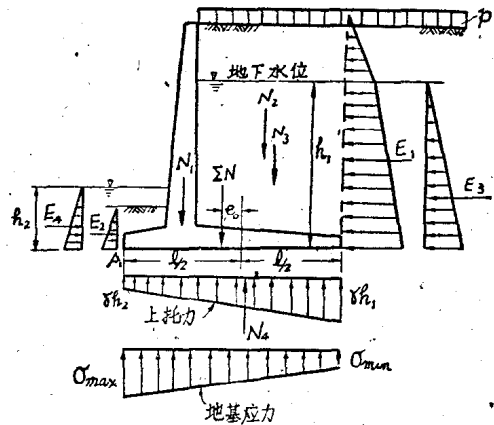 p
地下水位
N₂
N₃
h₁
E₁
E₃
N₁
ΣN
e₀
h₂
E₄
E₂
A
l/2
l/2
γh₂
γh₁
上托力
N₄
σmax
σmin
地基应力